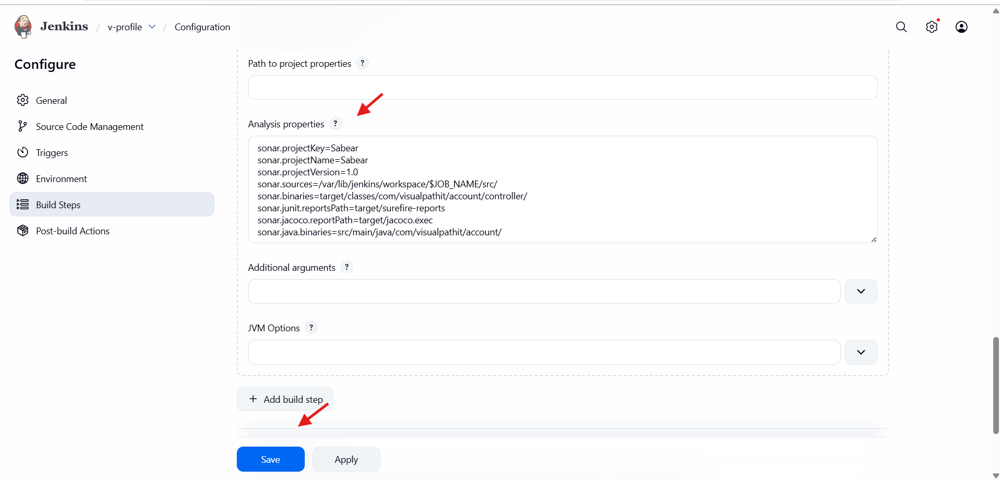 Jenkins / v-profile / Configuration
Configure
General
Source Code Management
Triggers
Environment
Build Steps
Post-build Actions
Path to project properties ?
Analysis properties ?
sonar.projectKey=Sabear
sonar.projectName=Sabear
sonar.projectVersion=1.0
sonar.sources=/var/lib/jenkins/workspace/$JOB_NAME/src/
sonar.binaries=target/classes/com/visualpathit/account/controller/
sonar.junit.reportsPath=target/surefire-reports
sonar.jacoco.reportPath=target/jacoco.exec
sonar.java.binaries=src/main/java/com/visualpathit/account/
Additional arguments ?
JVM Options ?
+ Add build step
Save
Apply